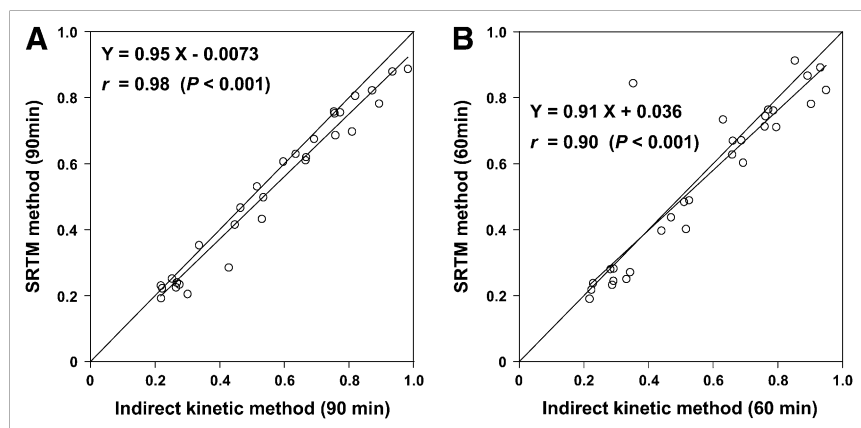 A
Y = 0.95 X - 0.0073
r = 0.98 (P < 0.001)
SRTM method (90min)
1.0
0.8
0.6
0.4
0.2
0
0 0.2 0.4 0.6 0.8 1.0
Indirect kinetic method (90 min)
B
Y = 0.91 X + 0.036
r = 0.90 (P < 0.001)
SRTM method (60min)
1.0
0.8
0.6
0.4
0.2
0
0 0.2 0.4 0.6 0.8 1.0
Indirect kinetic method (60 min)